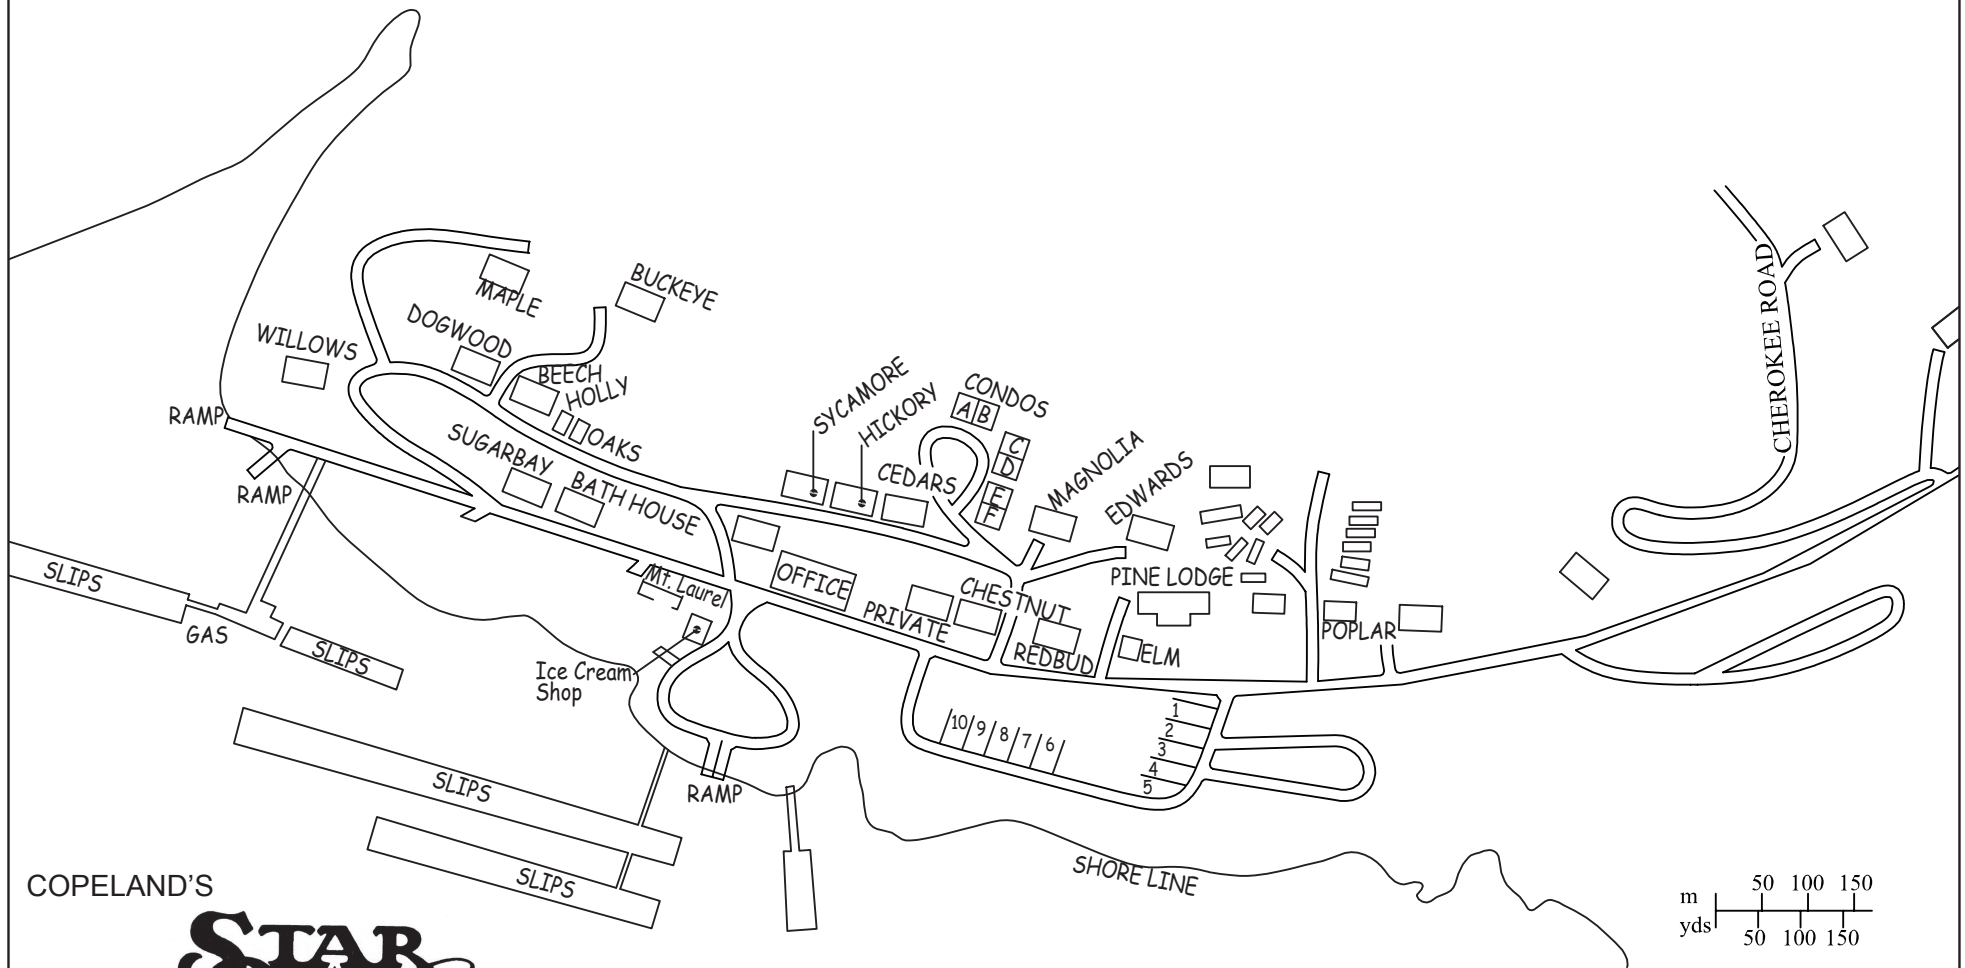 MAPLE
BUCKEYE
DOGWOOD
WILLOWS
BEECH
HOLLY
OAKS
RAMP
RAMP
SUGARBAY
BATH HOUSE
SYCAMORE
HICKORY
CEDARS
CONDOS
A B
C
D
E
F
MAGNOLIA
EDWARDS
CHEROKEE ROAD
SLIPS
GAS
SLIPS
Mt. Laurel
OFFICE
PRIVATE
CHESTNUT
PINE LODGE
REDBUD
ELM
POPLAR
Ice Cream
Shop
10 9 8 7 6
1
2
3
4
5
SLIPS
RAMP
SLIPS
SHORE LINE
COPELAND'S
STAR
m 50 100 150
yds 50 100 150